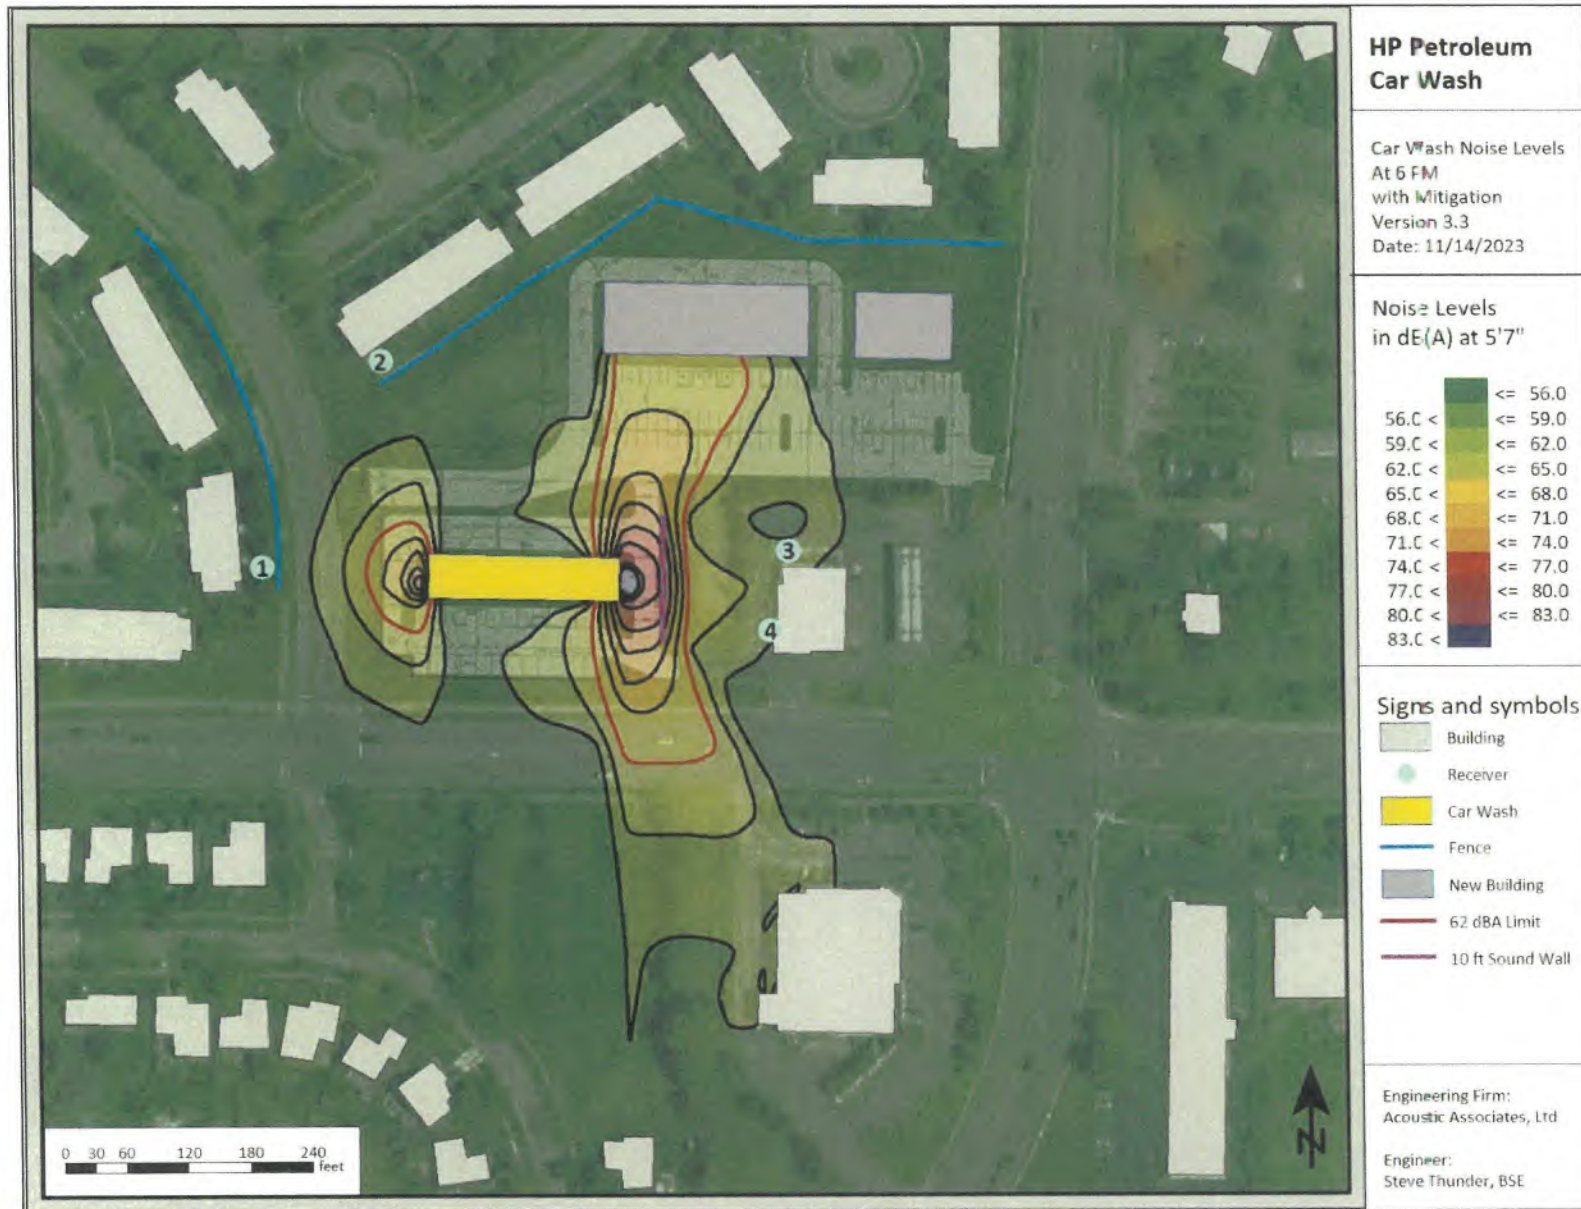 HP Petroleum
Car Wash
Car Wash Noise Levels
At 6 PM
with Mitigation
Version 3.3
Date: 11/14/2023
Noise Levels
in dB(A) at 5'7"
<= 56.0
56.0 < <= 59.0
59.0 < <= 62.0
62.0 < <= 65.0
65.0 < <= 68.0
68.0 < <= 71.0
71.0 < <= 74.0
74.0 < <= 77.0
77.0 < <= 80.0
80.0 < <= 83.0
83.0 <
Signs and symbols
Building
Receiver
Car Wash
Fence
New Building
62 dBA Limit
10 ft Sound Wall
Engineering Firm:
Acoustic Associates, Ltd
Engineer:
Steve Thunder, BSE
2
1
3
4
0 30 60 120 180 240
feet
N